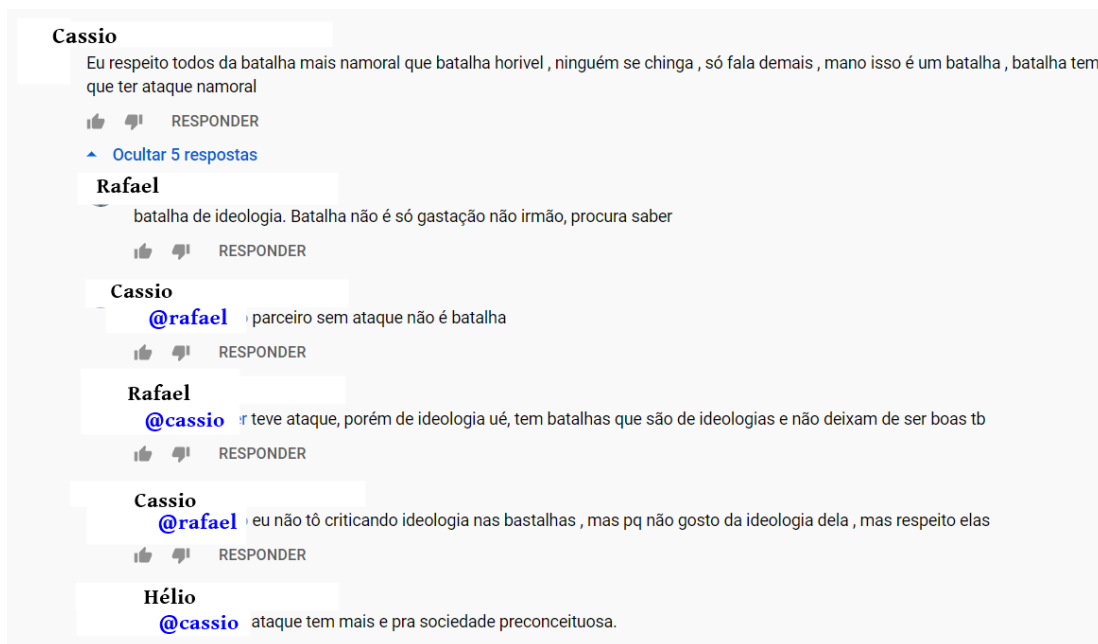 Cassio
Eu respeito todos da batalha mais namoral que batalha horivel , ninguém se chinga , só fala demais , mano isso é um batalha , batalha tem
que ter ataque namoral
RESPONDER
Ocultar 5 respostas
Rafael
batalha de ideologia. Batalha não é só gastação não irmão, procura saber
RESPONDER
Cassio
@rafael parceiro sem ataque não é batalha
RESPONDER
Rafael
@cassio teve ataque, porém de ideologia ué, tem batalhas que são de ideologias e não deixam de ser boas tb
RESPONDER
Cassio
@rafael eu não tô criticando ideologia nas bastalhas , mas pq não gosto da ideologia dela , mas respeito elas
RESPONDER
Hélio
@cassio ataque tem mais e pra sociedade preconceituosa.